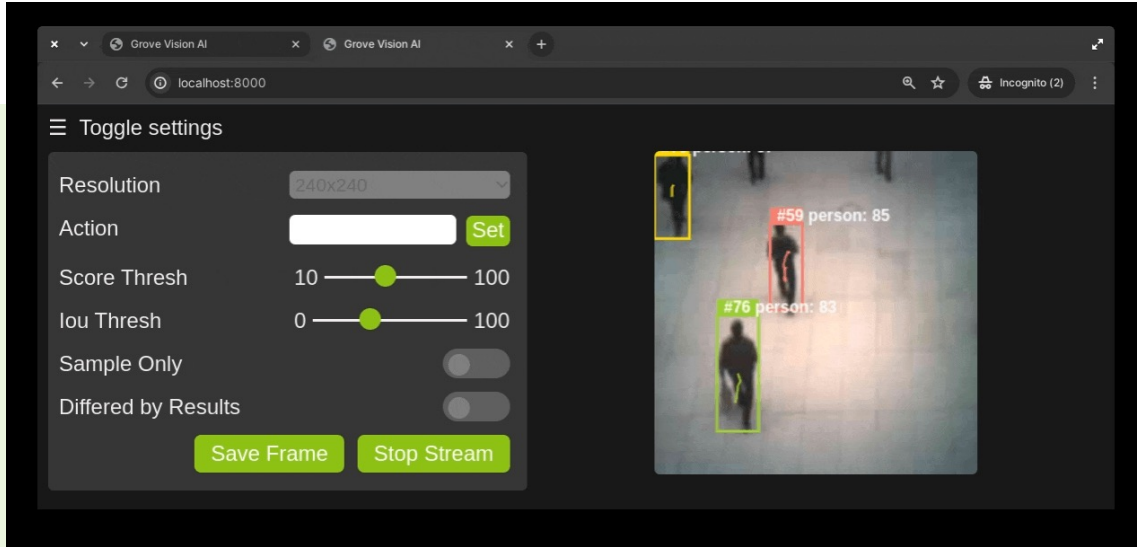 Grove Vision AI
Grove Vision AI
localhost:8000
Incognito (2)
Toggle settings
Resolution
240x240
Action
Set
Score Thresh
10
100
Iou Thresh
0
100
Sample Only
Differed by Results
Save Frame
Stop Stream
#59 person: 85
#76 person: 83